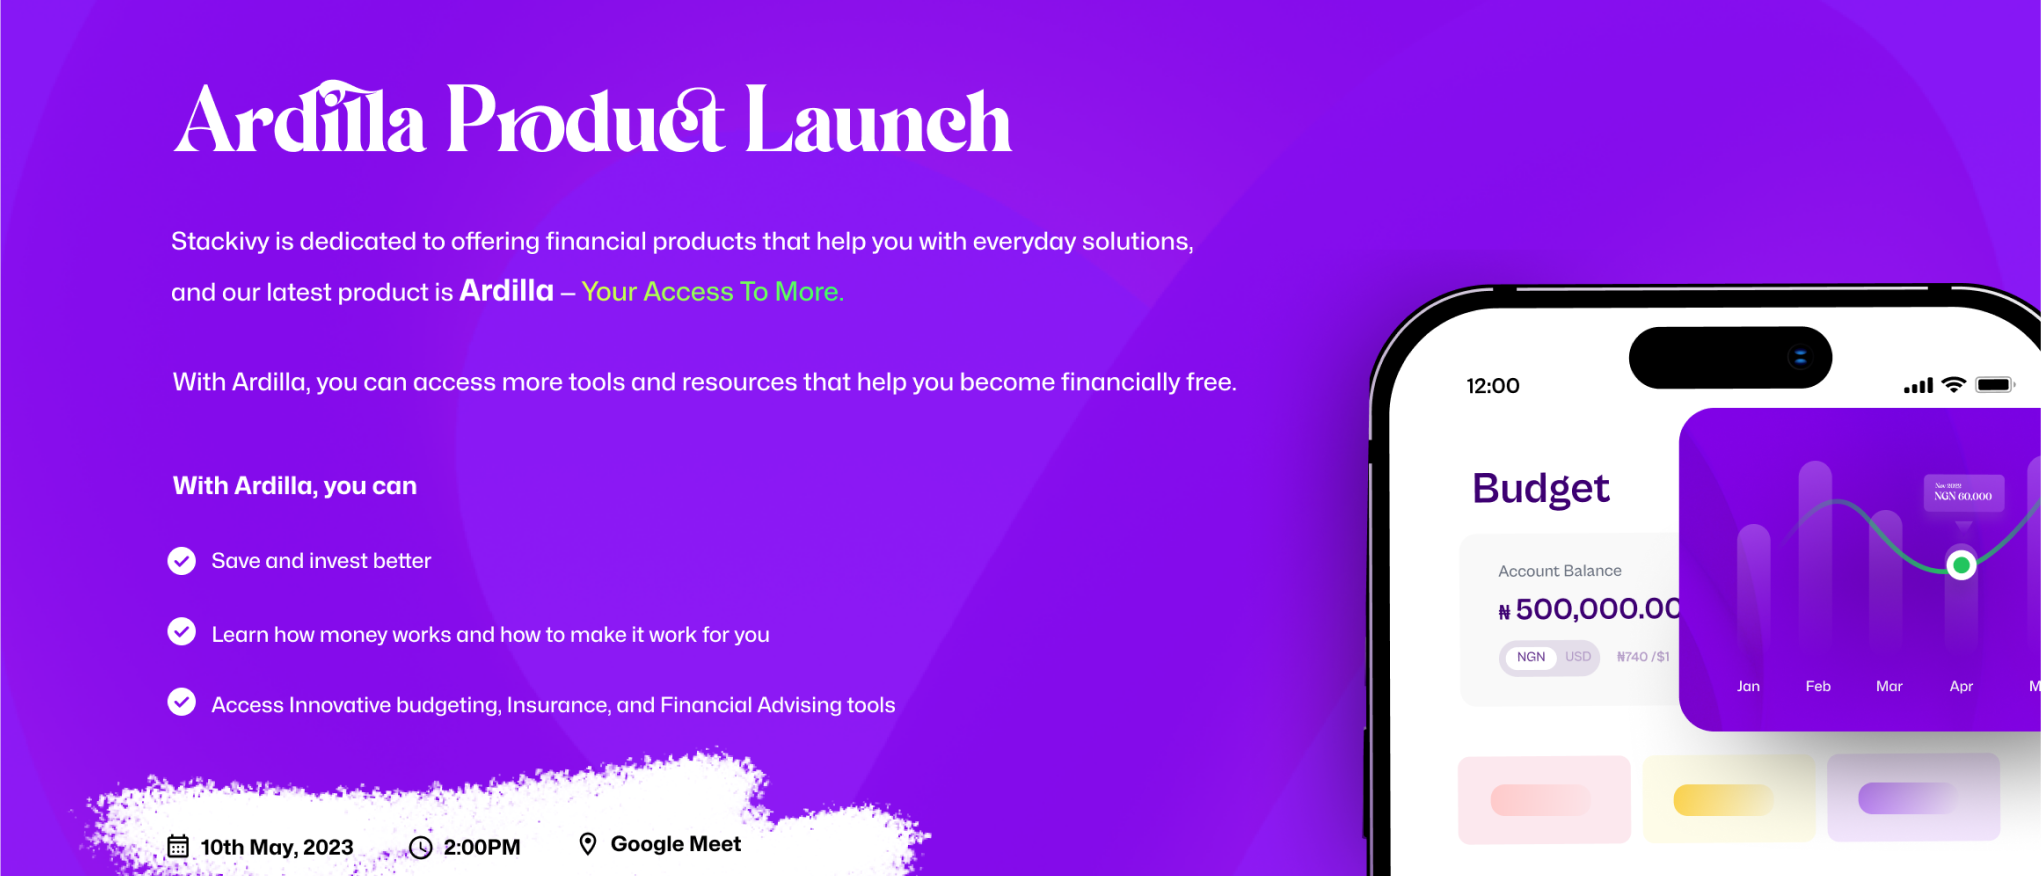 Ardilla Product Launch
Stackivy is dedicated to offering financial products that help you with everyday solutions,
and our latest product is Ardilla – Your Access To More.
With Ardilla, you can access more tools and resources that help you become financially free.
With Ardilla, you can
Save and invest better
Learn how money works and how to make it work for you
Access Innovative budgeting, Insurance, and Financial Advising tools
10th May, 2023
2:00PM
Google Meet
12:00
Budget
Account Balance
₦ 500,000.00
NGN USD ₦740 /$1
Nov 2022
NGN 60,000
Jan Feb Mar Apr